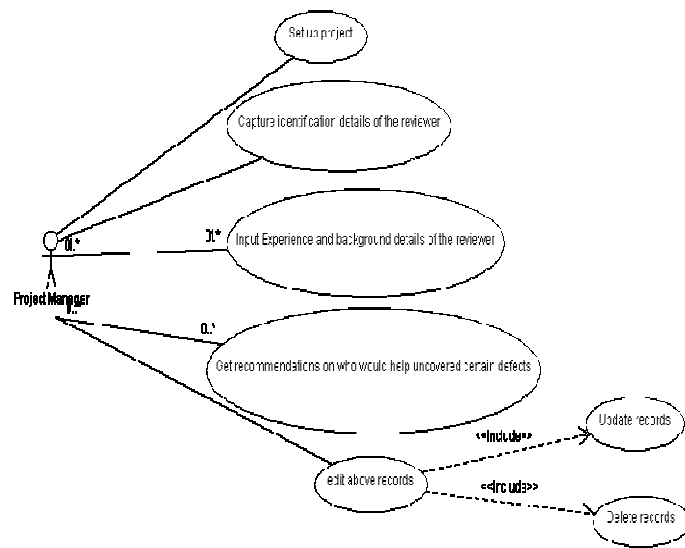 Set up project
Capture identification details of the reviewer
0..*
0..*
Input Experience and background details of the reviewer
Project Manager
0..*
Get recommendations on who would help uncovered certain defects
Update records
<<include>>
edit above records
<<include>>
Delete records